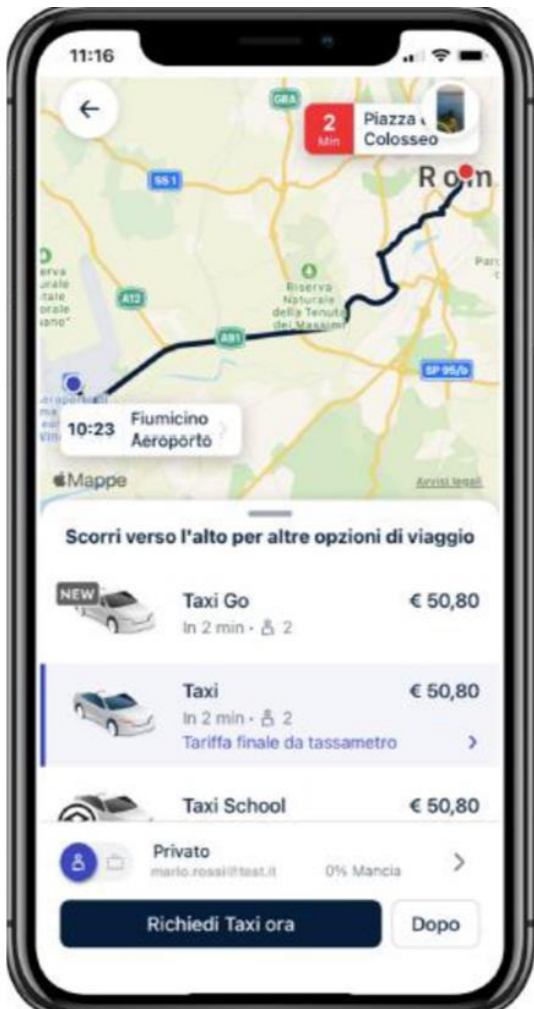 11:16
GRA
2
Min
Piazza
Colosseo
SS 1
Rom
A12
Riserva
Naturale
della Tenuta
dei Massimi
A91
SP 95/b
10:23
Fiumicino
Aeroporto
Mappe
Avvisi legali
Scorri verso l'alto per altre opzioni di viaggio
NEW
Taxi Go
€ 50,80
In 2 min · 2
Taxi
€ 50,80
In 2 min · 2
Tariffa finale da tassametro
Taxi School
€ 50,80
Privato
mario.rossi@test.it
0% Mancia
Richiedi Taxi ora
Dopo